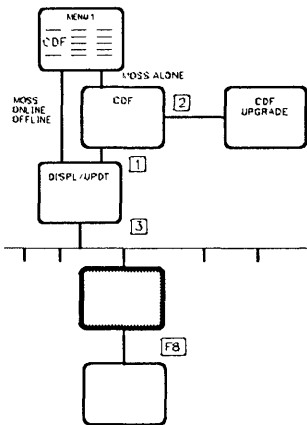 MENU 1
CDF
MOSS ALONE
MOSS
ONLINE
OFFLINE
CDF
2
CDF
UPGRADE
1
DISPL/UPDT
3
F8